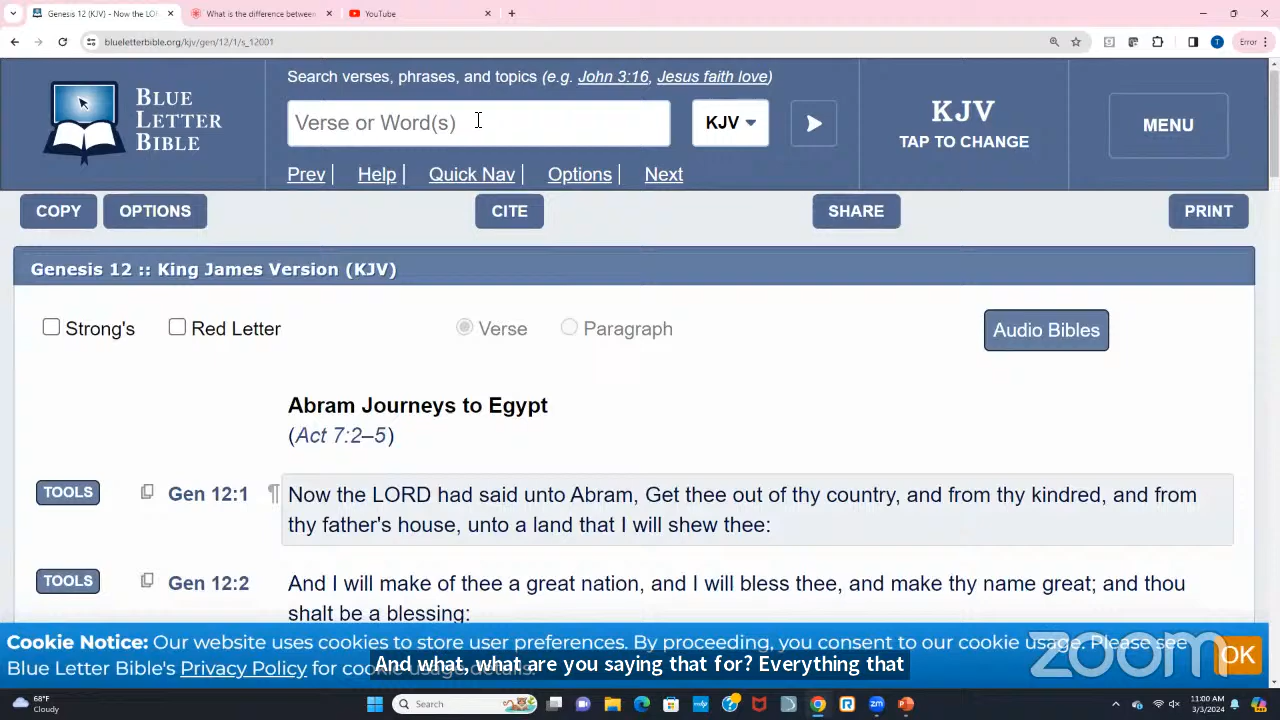 Genesis 12 (KJV) - Now the LOR
What is the difference between
YouTube
blueletterbible.org/kjv/gen/12/1/s_12001
Error
Search verses, phrases, and topics (e.g. John 3:16, Jesus faith love)
BLUE
LETTER
BIBLE
Verse or Word(s)
KJV
KJV
TAP TO CHANGE
MENU
Prev | Help | Quick Nav | Options | Next
COPY OPTIONS CITE SHARE PRINT
Genesis 12 :: King James Version (KJV)
Strong's Red Letter Verse Paragraph Audio Bibles
Abram Journeys to Egypt
(Act 7:2–5)
TOOLS Gen 12:1 ¶ Now the LORD had said unto Abram, Get thee out of thy country, and from thy kindred, and from
thy father's house, unto a land that I will shew thee:
TOOLS Gen 12:2 And I will make of thee a great nation, and I will bless thee, and make thy name great; and thou
shalt be a blessing:
Cookie Notice: Our website uses cookies to store user preferences. By proceeding, you consent to our cookie usage. Please see
Blue Letter Bible's Privacy Policy for cookie usage details.
OK
And what, what are you saying that for? Everything that
zoom
68°F
Cloudy
Search
11:00 AM
3/3/2024